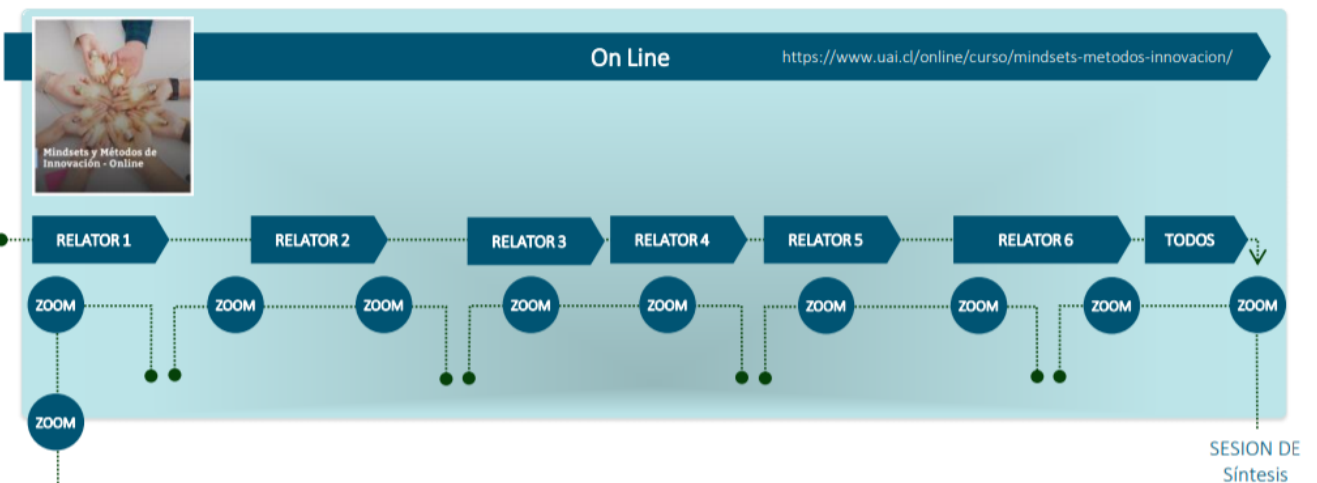 On Line
https://www.uai.cl/online/curso/mindsets-metodos-innovacion/
Mindsets y Métodos de
Innovación - Online
RELATOR 1
RELATOR 2
RELATOR 3
RELATOR 4
RELATOR 5
RELATOR 6
TODOS
ZOOM
ZOOM
ZOOM
ZOOM
ZOOM
ZOOM
ZOOM
ZOOM
ZOOM
ZOOM
SESION DE
Síntesis